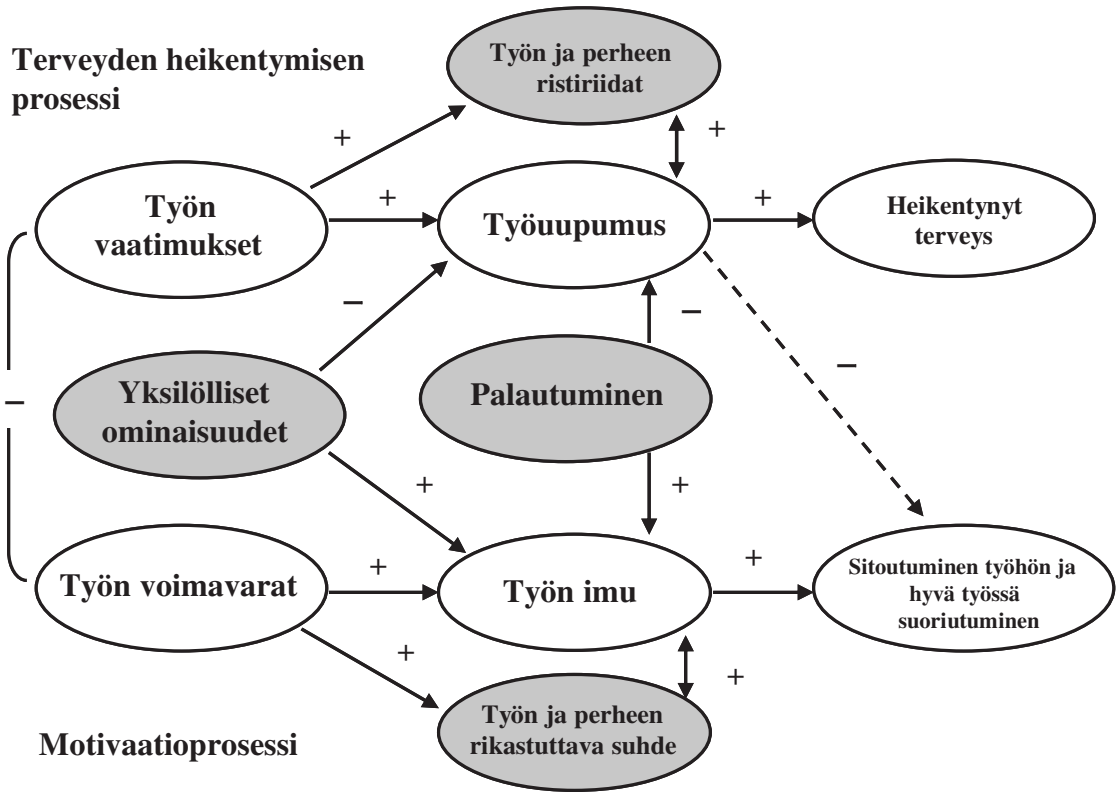 Terveyden heikentymisen
prosessi
Työn ja perheen
ristiriidat
+
+
Työn
vaatimukset
+
Työuupumus
+
Heikentynyt
terveys
–
–
–
–
Yksilölliset
ominaisuudet
Palautuminen
+
+
Työn voimavarat
+
Työn imu
+
Sitoutuminen työhön ja
hyvä työssä
suoriutuminen
+
+
Työn ja perheen
rikastuttava suhde
Motivaatioprosessi